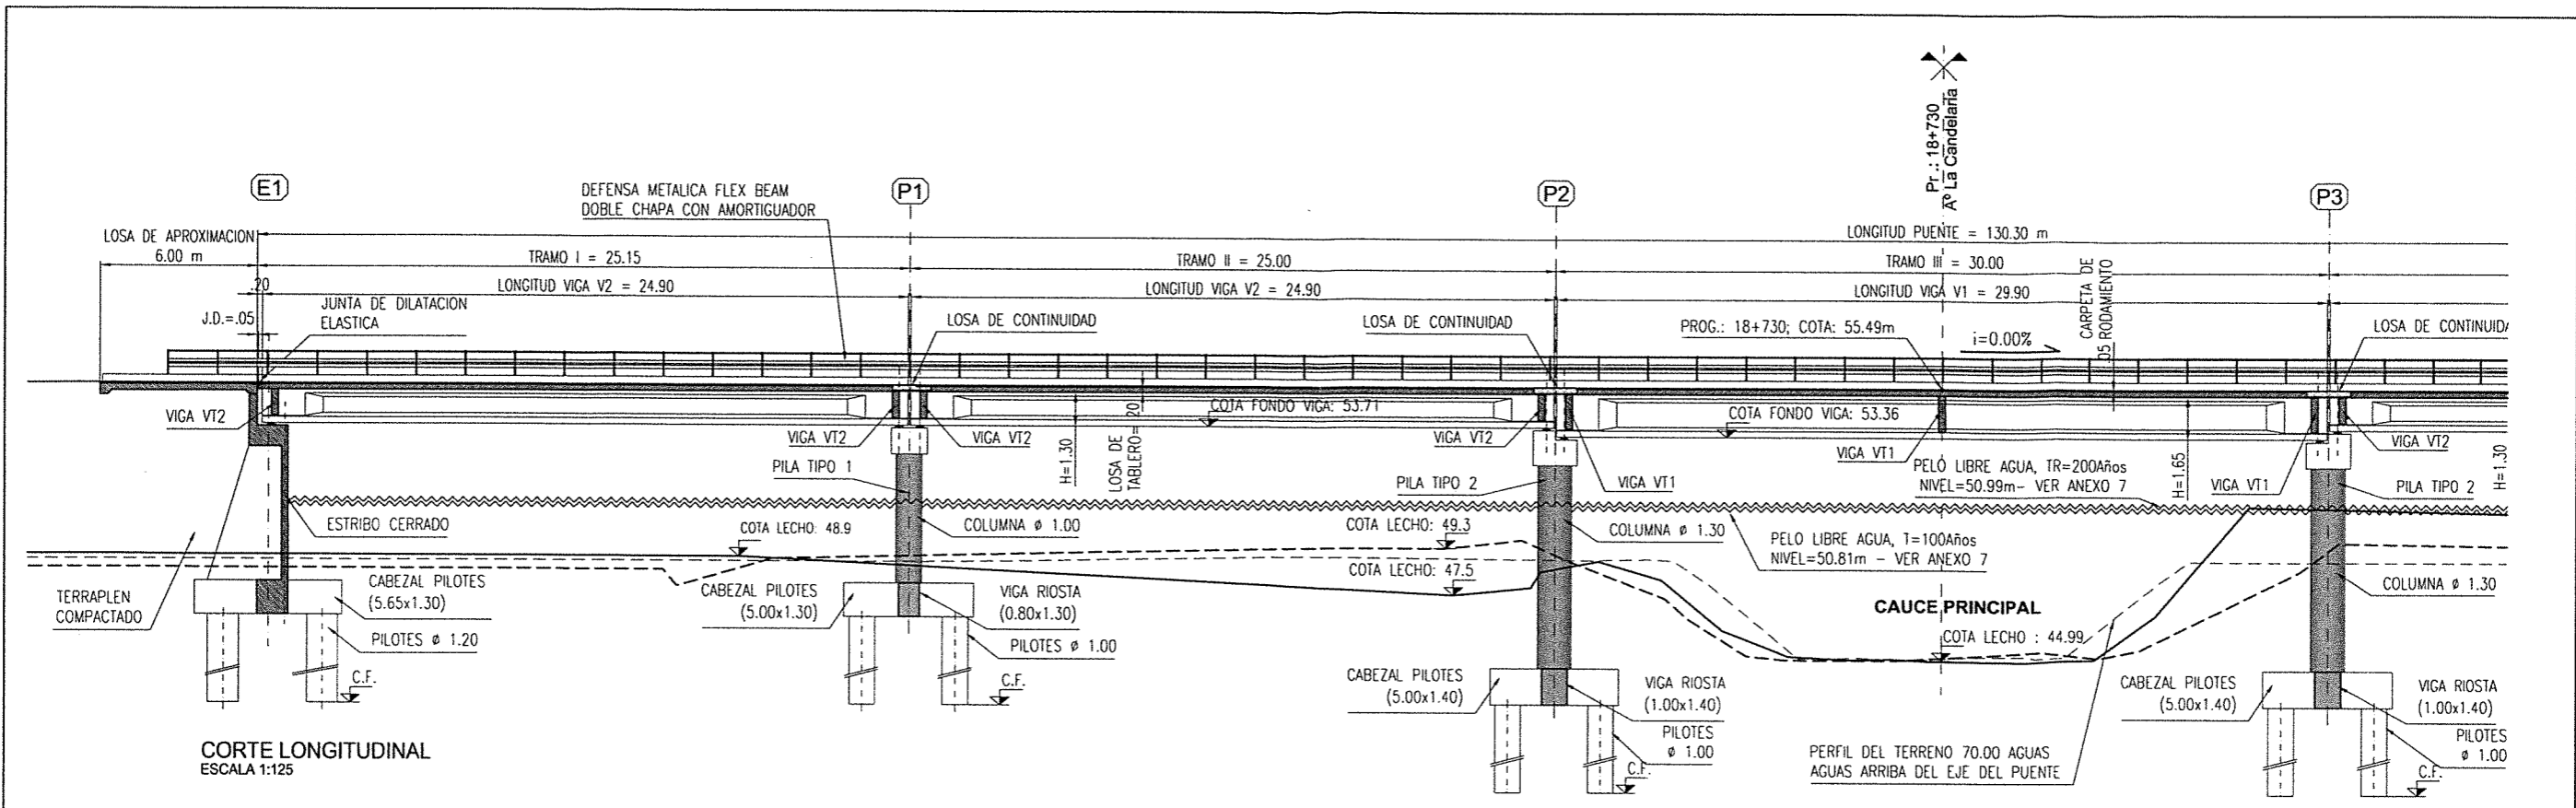 Pr.: 18+730
Aº La Candelaria
E1
P1
P2
P3
DEFENSA METALICA FLEX BEAM
DOBLE CHAPA CON AMORTIGUADOR
LOSA DE APROXIMACION
6.00 m
LONGITUD PUENTE = 130.30 m
TRAMO I = 25.15
TRAMO II = 25.00
TRAMO III = 30.00
.20
LONGITUD VIGA V2 = 24.90
LONGITUD VIGA V2 = 24.90
LONGITUD VIGA V1 = 29.90
CARPETA DE
.05 RODAMIENTO
J.D.=.05
JUNTA DE DILATACION
ELASTICA
LOSA DE CONTINUIDAD
LOSA DE CONTINUIDAD
PROG.: 18+730; COTA: 55.49m
i=0.00%
LOSA DE CONTINUIDA
VIGA VT2
VIGA VT2
VIGA VT2
H=1.30
LOSA DE
TABLERO=.20
COTA FONDO VIGA: 53.71
VIGA VT2
VIGA VT1
COTA FONDO VIGA: 53.36
VIGA VT1
H=1.65
VIGA VT1
VIGA VT2
H=1.30
PILA TIPO 1
PILA TIPO 2
PELO LIBRE AGUA, TR=200Años
NIVEL=50.99m- VER ANEXO 7
PILA TIPO 2
ESTRIBO CERRADO
COTA LECHO: 48.9
COLUMNA ø 1.00
COTA LECHO: 49.3
COLUMNA ø 1.30
PELO LIBRE AGUA, T=100Años
NIVEL=50.81m - VER ANEXO 7
COTA LECHO: 47.5
COLUMNA ø 1.30
TERRAPLEN
COMPACTADO
CABEZAL PILOTES
(5.65x1.30)
PILOTES ø 1.20
C.F.
CABEZAL PILOTES
(5.00x1.30)
VIGA RIOSTA
(0.80x1.30)
PILOTES ø 1.00
C.F.
CAUCE PRINCIPAL
COTA LECHO : 44.99
CABEZAL PILOTES
(5.00x1.40)
VIGA RIOSTA
(1.00x1.40)
PILOTES
ø 1.00
C.F.
CABEZAL PILOTES
(5.00x1.40)
VIGA RIOSTA
(1.00x1.40)
PILOTES
ø 1.00
C.F.
PERFIL DEL TERRENO 70.00 AGUAS
AGUAS ARRIBA DEL EJE DEL PUENTE
CORTE LONGITUDINAL
ESCALA 1:125